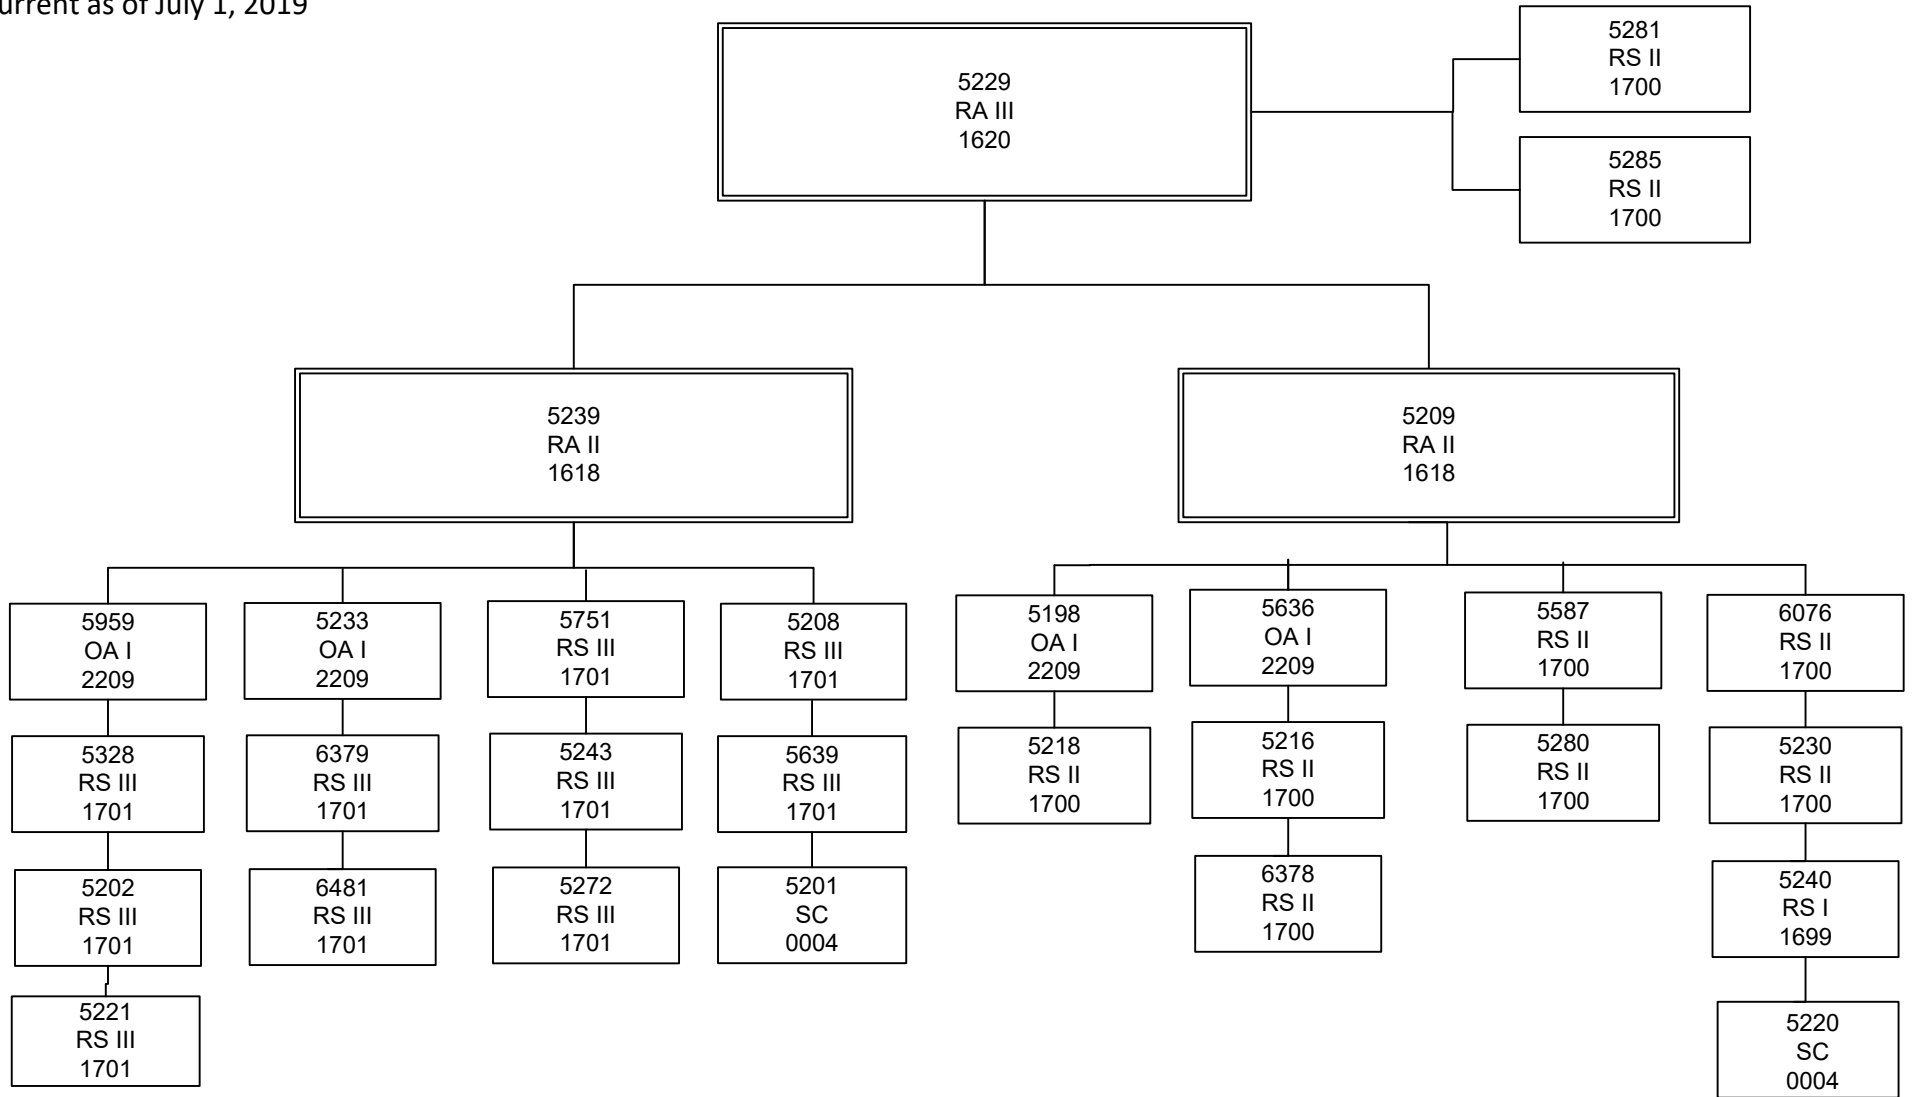 urrent as of July 1, 2019
5229
RA III
1620
5281
RS II
1700
5285
RS II
1700
5239
RA II
1618
5209
RA II
1618
5959
OA I
2209
5233
OA I
2209
5751
RS III
1701
5208
RS III
1701
5198
OA I
2209
5636
OA I
2209
5587
RS II
1700
6076
RS II
1700
5328
RS III
1701
6379
RS III
1701
5243
RS III
1701
5639
RS III
1701
5218
RS II
1700
5216
RS II
1700
5280
RS II
1700
5230
RS II
1700
5202
RS III
1701
6481
RS III
1701
5272
RS III
1701
5201
SC
0004
6378
RS II
1700
5240
RS I
1699
5221
RS III
1701
5220
SC
0004